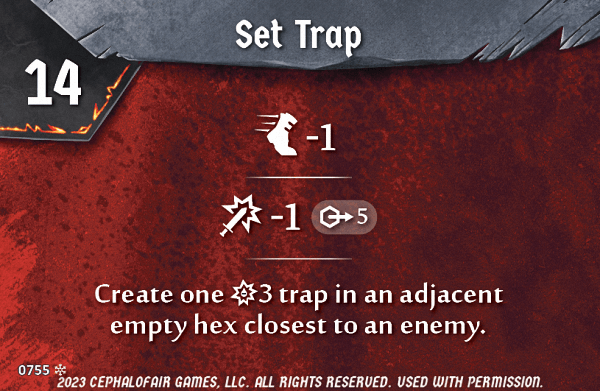 Set Trap
14
-1
-1 5
Create one 3 trap in an adjacent
empty hex closest to an enemy.
0755
2023 CEPHALOFAIR GAMES, LLC. ALL RIGHTS RESERVED. USED WITH PERMISSION.